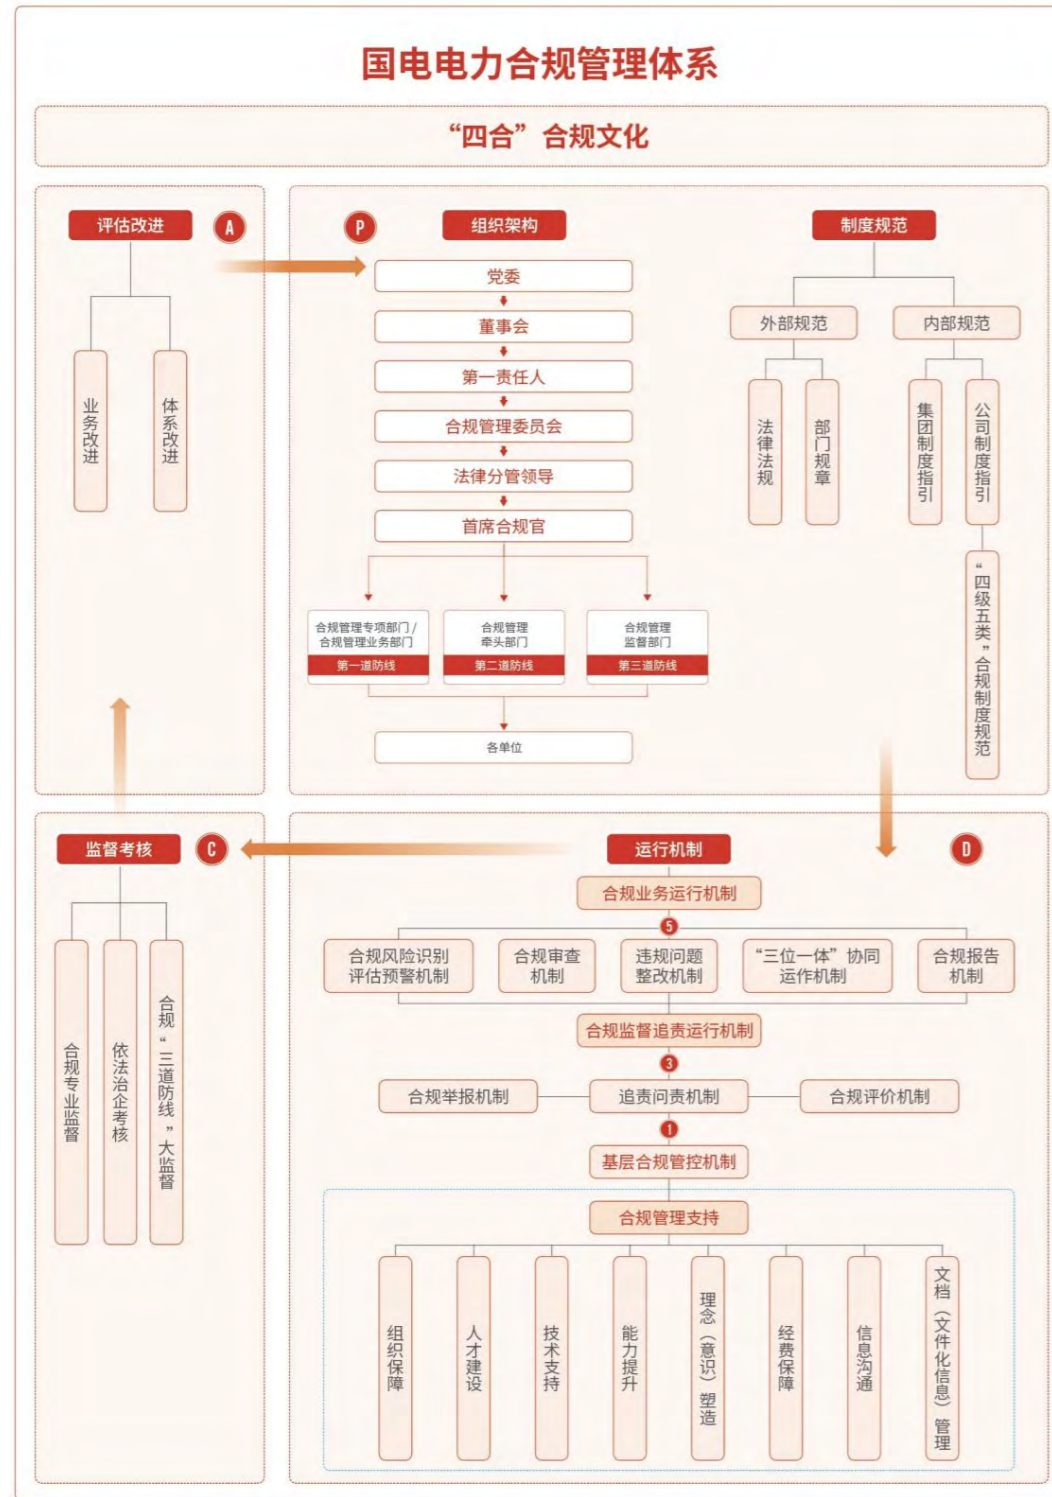 国电电力合规管理体系
“四合”合规文化
评估改进
A
业务改进
体系改进
P
组织架构
党委
董事会
第一责任人
合规管理委员会
法律分管领导
首席合规官
合规管理专项部门 /
合规管理业务部门
第一道防线
合规管理
牵头部门
第二道防线
合规管理
监督部门
第三道防线
各单位
制度规范
外部规范
内部规范
法律法规
部门规章
集团制度指引
公司制度指引
“四级五类”合规制度规范
监督考核
C
合规专业监督
依法治企考核
合规“三道防线”大监督
运行机制
D
合规业务运行机制
5
合规风险识别
评估预警机制
合规审查
机制
违规问题
整改机制
“三位一体”协同
运作机制
合规报告
机制
合规监督追责运行机制
3
合规举报机制
追责问责机制
合规评价机制
1
基层合规管控机制
合规管理支持
组织保障
人才建设
技术支持
能力提升
理念（意识）塑造
经费保障
信息沟通
文档（文件化信息）管理